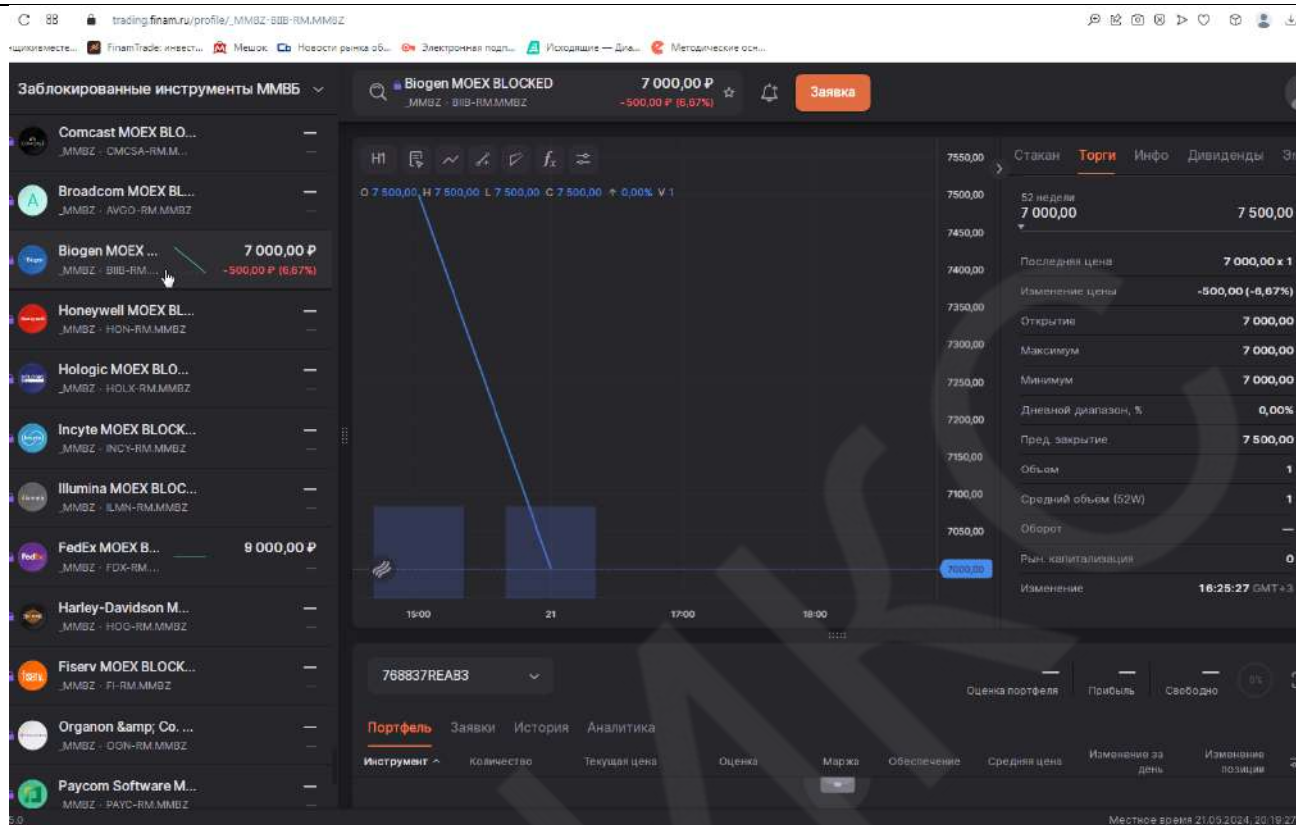 trading.finam.ru/profile/_MMBZ-BIIB-RM.MMBZ
FinamTrade: инвест... Мешок Новости рынка об... Электронная подп... Исходящие — Диа... Методические осн...
Заблокированные инструменты ММВБ
Biogen MOEX BLOCKED 7 000,00 ₽
_MMBZ · BIIB-RM.MMBZ -500,00 ₽ (6,67%)
Заявка
Comcast MOEX BLO... —
_MMBZ · CMCSA-RM.M... —
Broadcom MOEX BL... —
_MMBZ · AVGO-RM.MMBZ —
Biogen MOEX ... 7 000,00 ₽
_MMBZ · BIIB-RM.... -500,00 ₽ (6,67%)
Honeywell MOEX BL... —
_MMBZ · HON-RM.MMBZ —
Hologic MOEX BLO... —
_MMBZ · HOLX-RM.MMBZ —
Incyte MOEX BLOCK... —
_MMBZ · INCY-RM.MMBZ —
Illumina MOEX BLOC... —
_MMBZ · ILMN-RM.MMBZ —
FedEx MOEX B... 9 000,00 ₽
_MMBZ · FDX-RM.... —
Harley-Davidson M... —
_MMBZ · HOG-RM.MMBZ —
Fiserv MOEX BLOCK... —
_MMBZ · FI-RM.MMBZ —
Organon &amp; Co. ... —
_MMBZ · OGN-RM.MMBZ —
Paycom Software M... —
_MMBZ · PAYC-RM.MMBZ —
5.0
H1
O 7 500,00 H 7 500,00 L 7 500,00 C 7 500,00 ↑ 0,00% V 1
7550,00
7500,00
7450,00
7400,00
7350,00
7300,00
7250,00
7200,00
7150,00
7100,00
7050,00
7000,00
15:00 21 17:00 18:00
Стакан Торги Инфо Дивиденды
52 недели
7 000,00 7 500,00
Последняя цена 7 000,00 x 1
Изменение цены -500,00 (-6,67%)
Открытие 7 000,00
Максимум 7 000,00
Минимум 7 000,00
Дневной диапазон, % 0,00%
Пред. закрытие 7 500,00
Объем 1
Средний объем (52W) 1
Оборот —
Рын. капитализация 0
Изменение 16:25:27 GMT+3
768837REAB3
— — —
Оценка портфеля Прибыль Свободно 0%
Портфель Заявки История Аналитика
Инструмент Количество Текущая цена Оценка Маржа Обеспечение Средняя цена Изменение за день Изменение позиции
Местное время 21.05.2024, 20:19:27